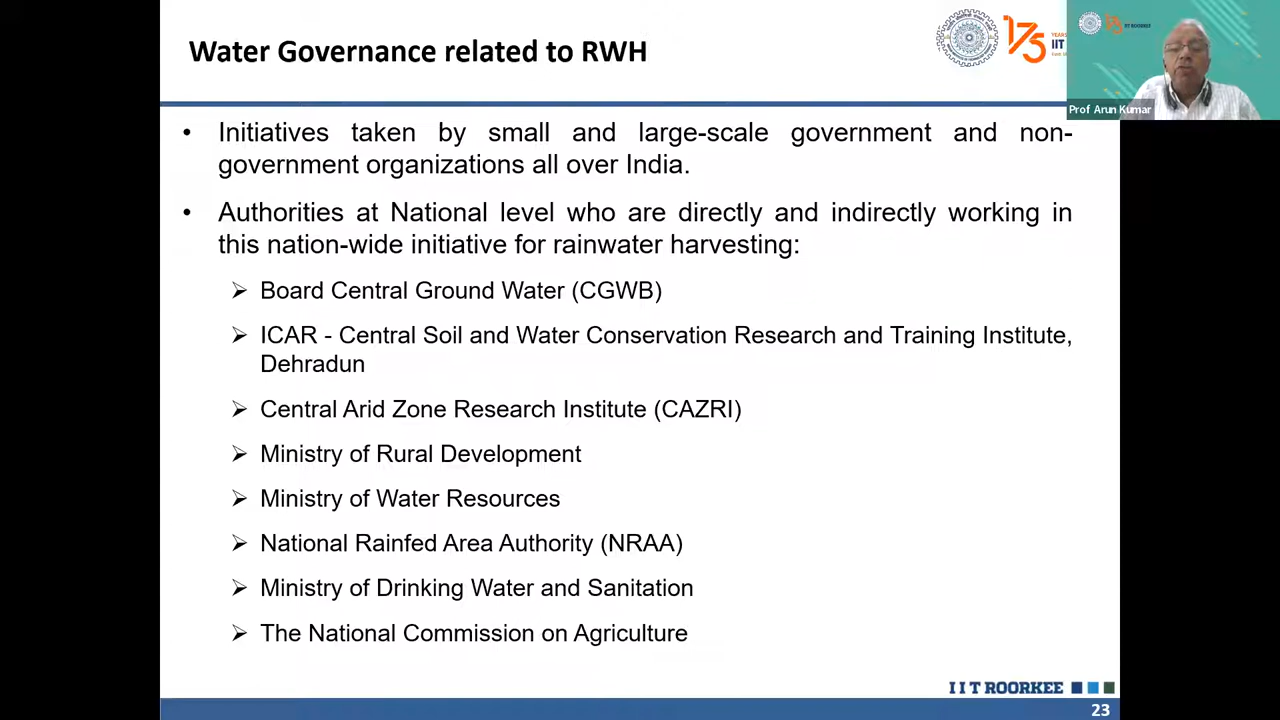 Water Governance related to RWH
175
YEARS
IIT
IIT ROORKEE
Prof Arun Kumar
• Initiatives taken by small and large-scale government and non-
government organizations all over India.
• Authorities at National level who are directly and indirectly working in
this nation-wide initiative for rainwater harvesting:
➢ Board Central Ground Water (CGWB)
➢ ICAR - Central Soil and Water Conservation Research and Training Institute,
Dehradun
➢ Central Arid Zone Research Institute (CAZRI)
➢ Ministry of Rural Development
➢ Ministry of Water Resources
➢ National Rainfed Area Authority (NRAA)
➢ Ministry of Drinking Water and Sanitation
➢ The National Commission on Agriculture
I I T ROORKEE
23